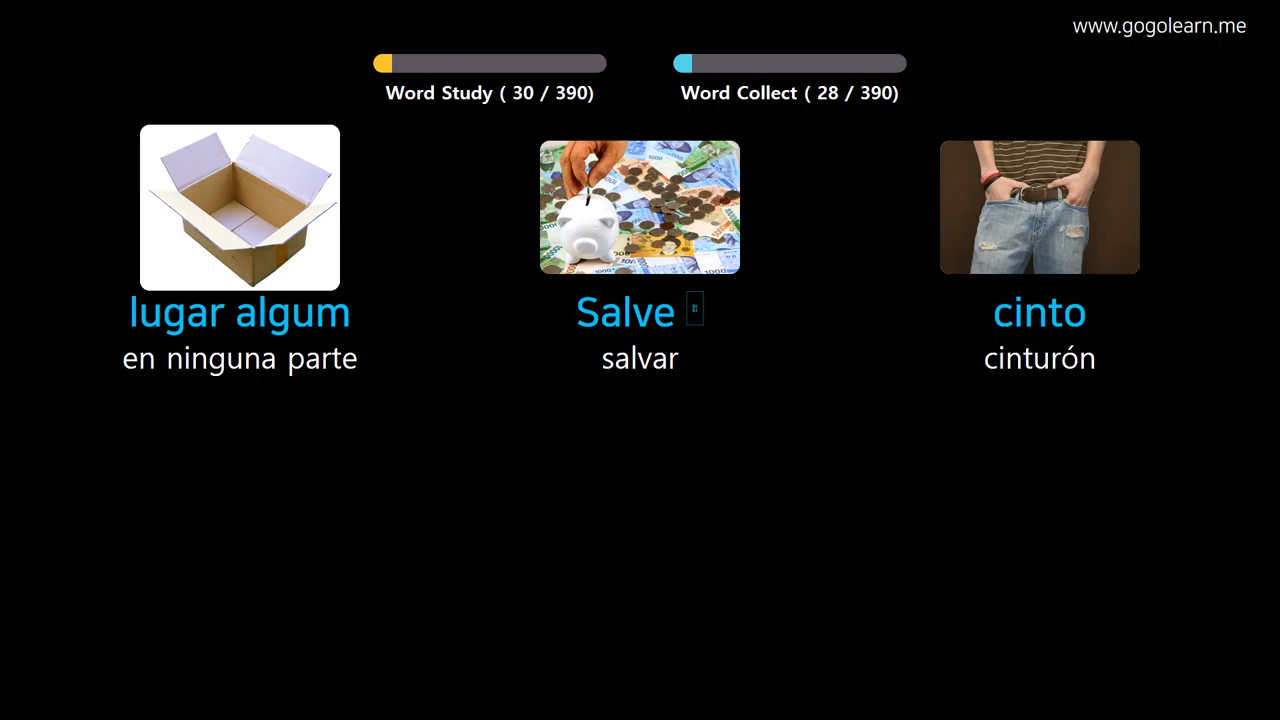 www.gogolearn.me
Word Study ( 30 / 390)
Word Collect ( 28 / 390)
lugar algum
Salve
cinto
en ninguna parte
salvar
cinturón